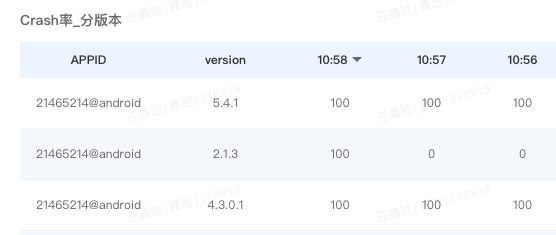 Crash率_分版本
APPID version 10:58 10:57 10:56
21465214@android 5.4.1 100 100 100
21465214@android 2.1.3 100 0 0
21465214@android 4.3.0.1 100 100 100